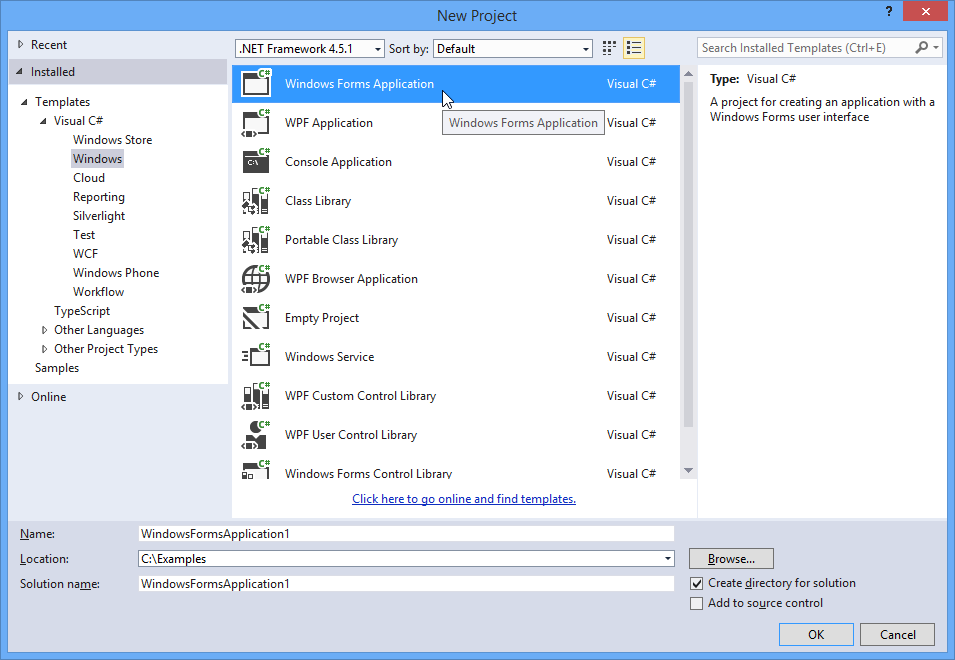 New Project
?
Recent
Installed
Templates
Visual C#
Windows Store
Windows
Cloud
Reporting
Silverlight
Test
WCF
Windows Phone
Workflow
TypeScript
Other Languages
Other Project Types
Samples
Online
.NET Framework 4.5.1
Sort by: Default
Windows Forms Application Visual C#
WPF Application Visual C#
Windows Forms Application
Console Application Visual C#
C:\
Class Library Visual C#
Portable Class Library Visual C#
WPF Browser Application Visual C#
Empty Project Visual C#
Windows Service Visual C#
WPF Custom Control Library Visual C#
WPF User Control Library Visual C#
Windows Forms Control Library Visual C#
C#
C#
C#
C#
C#
C#
C#
C#
C#
C#
C#
Click here to go online and find templates.
Search Installed Templates (Ctrl+E)
Type: Visual C#
A project for creating an application with a
Windows Forms user interface
Name: WindowsFormsApplication1
Location: C:\Examples
Browse...
Solution name: WindowsFormsApplication1
Create directory for solution
Add to source control
OK Cancel